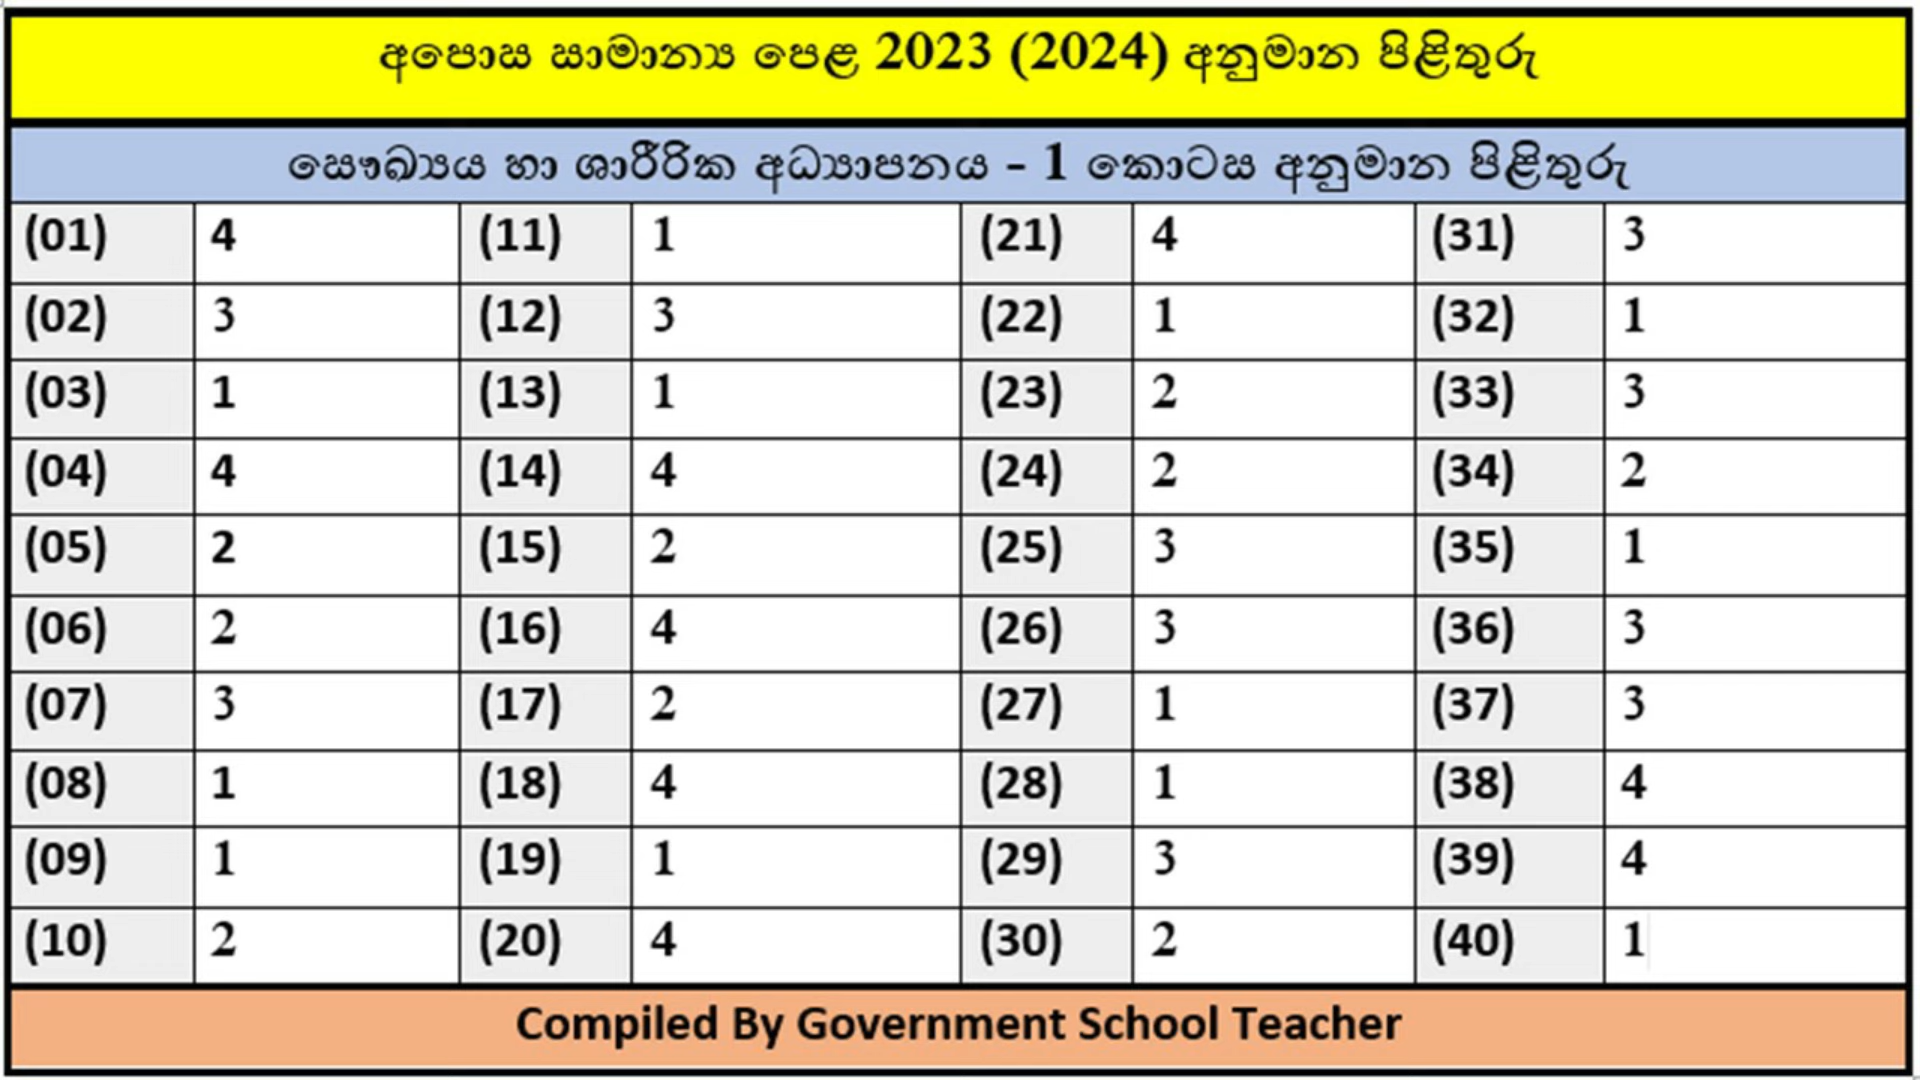 අපොස සාමාන්‍ය පෙළ 2023 (2024) අනුමාන පිළිතුරු
සෞඛ්‍යය හා ශාරීරික අධ්‍යාපනය - 1 කොටස අනුමාන පිළිතුරු
(01) 4 (11) 1 (21) 4 (31) 3
(02) 3 (12) 3 (22) 1 (32) 1
(03) 1 (13) 1 (23) 2 (33) 3
(04) 4 (14) 4 (24) 2 (34) 2
(05) 2 (15) 2 (25) 3 (35) 1
(06) 2 (16) 4 (26) 3 (36) 3
(07) 3 (17) 2 (27) 1 (37) 3
(08) 1 (18) 4 (28) 1 (38) 4
(09) 1 (19) 1 (29) 3 (39) 4
(10) 2 (20) 4 (30) 2 (40) 1
Compiled By Government School Teacher